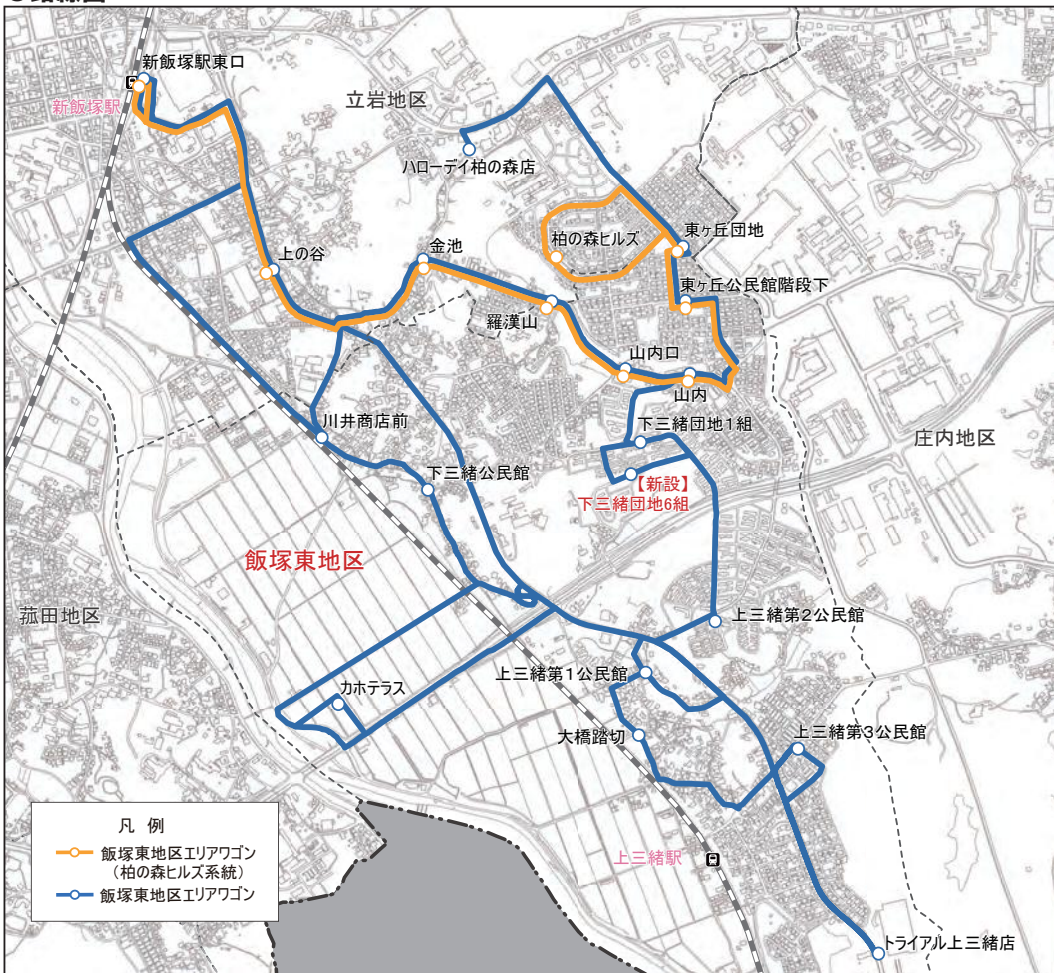 新飯塚駅東口
新飯塚駅
立岩地区
ハローデイ柏の森店
柏の森ヒルズ
東ヶ丘団地
上の谷
金池
東ヶ丘公民館階段下
羅漢山
山内口
山内
川井商店前
下三緒団地1組
庄内地区
下三緒公民館
【新設】
下三緒団地6組
飯塚東地区
菰田地区
上三緒第2公民館
上三緒第1公民館
カホテラス
大橋踏切
上三緒第3公民館
凡 例
飯塚東地区エリアワゴン
(柏の森ヒルズ系統)
飯塚東地区エリアワゴン
上三緒駅
トライアル上三緒店